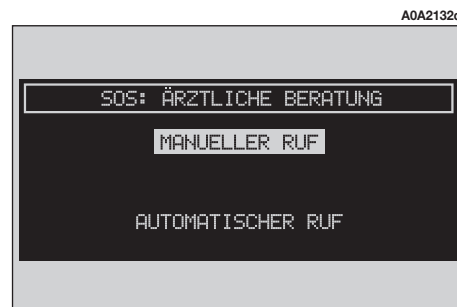 A0A2132c
SOS: ÄRZTLICHE BERATUNG
MANUELLER RUF
AUTOMATISCHER RUF